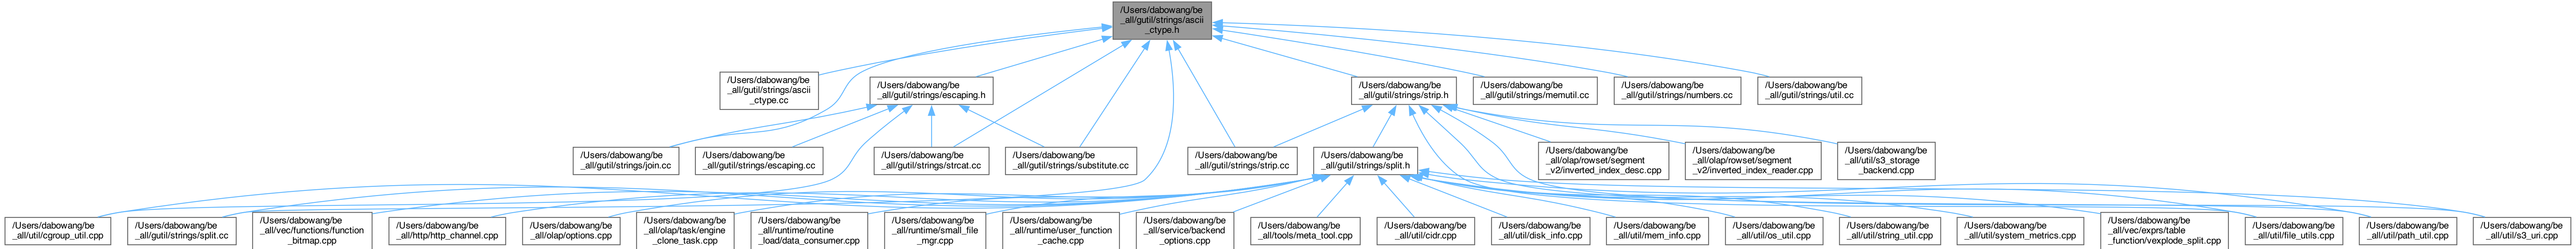 /Users/dabowang/be
_all/gutil/strings/ascii
_ctype.h
/Users/dabowang/be
_all/gutil/strings/ascii
_ctype.cc
/Users/dabowang/be
_all/gutil/strings/escaping.h
/Users/dabowang/be
_all/gutil/strings/strip.h
/Users/dabowang/be
_all/gutil/strings/memutil.cc
/Users/dabowang/be
_all/gutil/strings/numbers.cc
/Users/dabowang/be
_all/gutil/strings/util.cc
/Users/dabowang/be
_all/gutil/strings/join.cc
/Users/dabowang/be
_all/gutil/strings/escaping.cc
/Users/dabowang/be
_all/gutil/strings/strcat.cc
/Users/dabowang/be
_all/gutil/strings/substitute.cc
/Users/dabowang/be
_all/gutil/strings/strip.cc
/Users/dabowang/be
_all/gutil/strings/split.h
/Users/dabowang/be
_all/olap/rowset/segment
_v2/inverted_index_desc.cpp
/Users/dabowang/be
_all/olap/rowset/segment
_v2/inverted_index_reader.cpp
/Users/dabowang/be
_all/util/s3_storage
_backend.cpp
/Users/dabowang/be
_all/util/cgroup_util.cpp
/Users/dabowang/be
_all/gutil/strings/split.cc
/Users/dabowang/be
_all/vec/functions/function
_bitmap.cpp
/Users/dabowang/be
_all/http/http_channel.cpp
/Users/dabowang/be
_all/olap/options.cpp
/Users/dabowang/be
_all/olap/task/engine
_clone_task.cpp
/Users/dabowang/be
_all/runtime/routine
_load/data_consumer.cpp
/Users/dabowang/be
_all/runtime/small_file
_mgr.cpp
/Users/dabowang/be
_all/runtime/user_function
_cache.cpp
/Users/dabowang/be
_all/service/backend
_options.cpp
/Users/dabowang/be
_all/tools/meta_tool.cpp
/Users/dabowang/be
_all/util/cidr.cpp
/Users/dabowang/be
_all/util/disk_info.cpp
/Users/dabowang/be
_all/util/mem_info.cpp
/Users/dabowang/be
_all/util/os_util.cpp
/Users/dabowang/be
_all/util/string_util.cpp
/Users/dabowang/be
_all/util/system_metrics.cpp
/Users/dabowang/be
_all/vec/exprs/table
_function/vexplode_split.cpp
/Users/dabowang/be
_all/util/file_utils.cpp
/Users/dabowang/be
_all/util/path_util.cpp
/Users/dabowang/be
_all/util/s3_uri.cpp